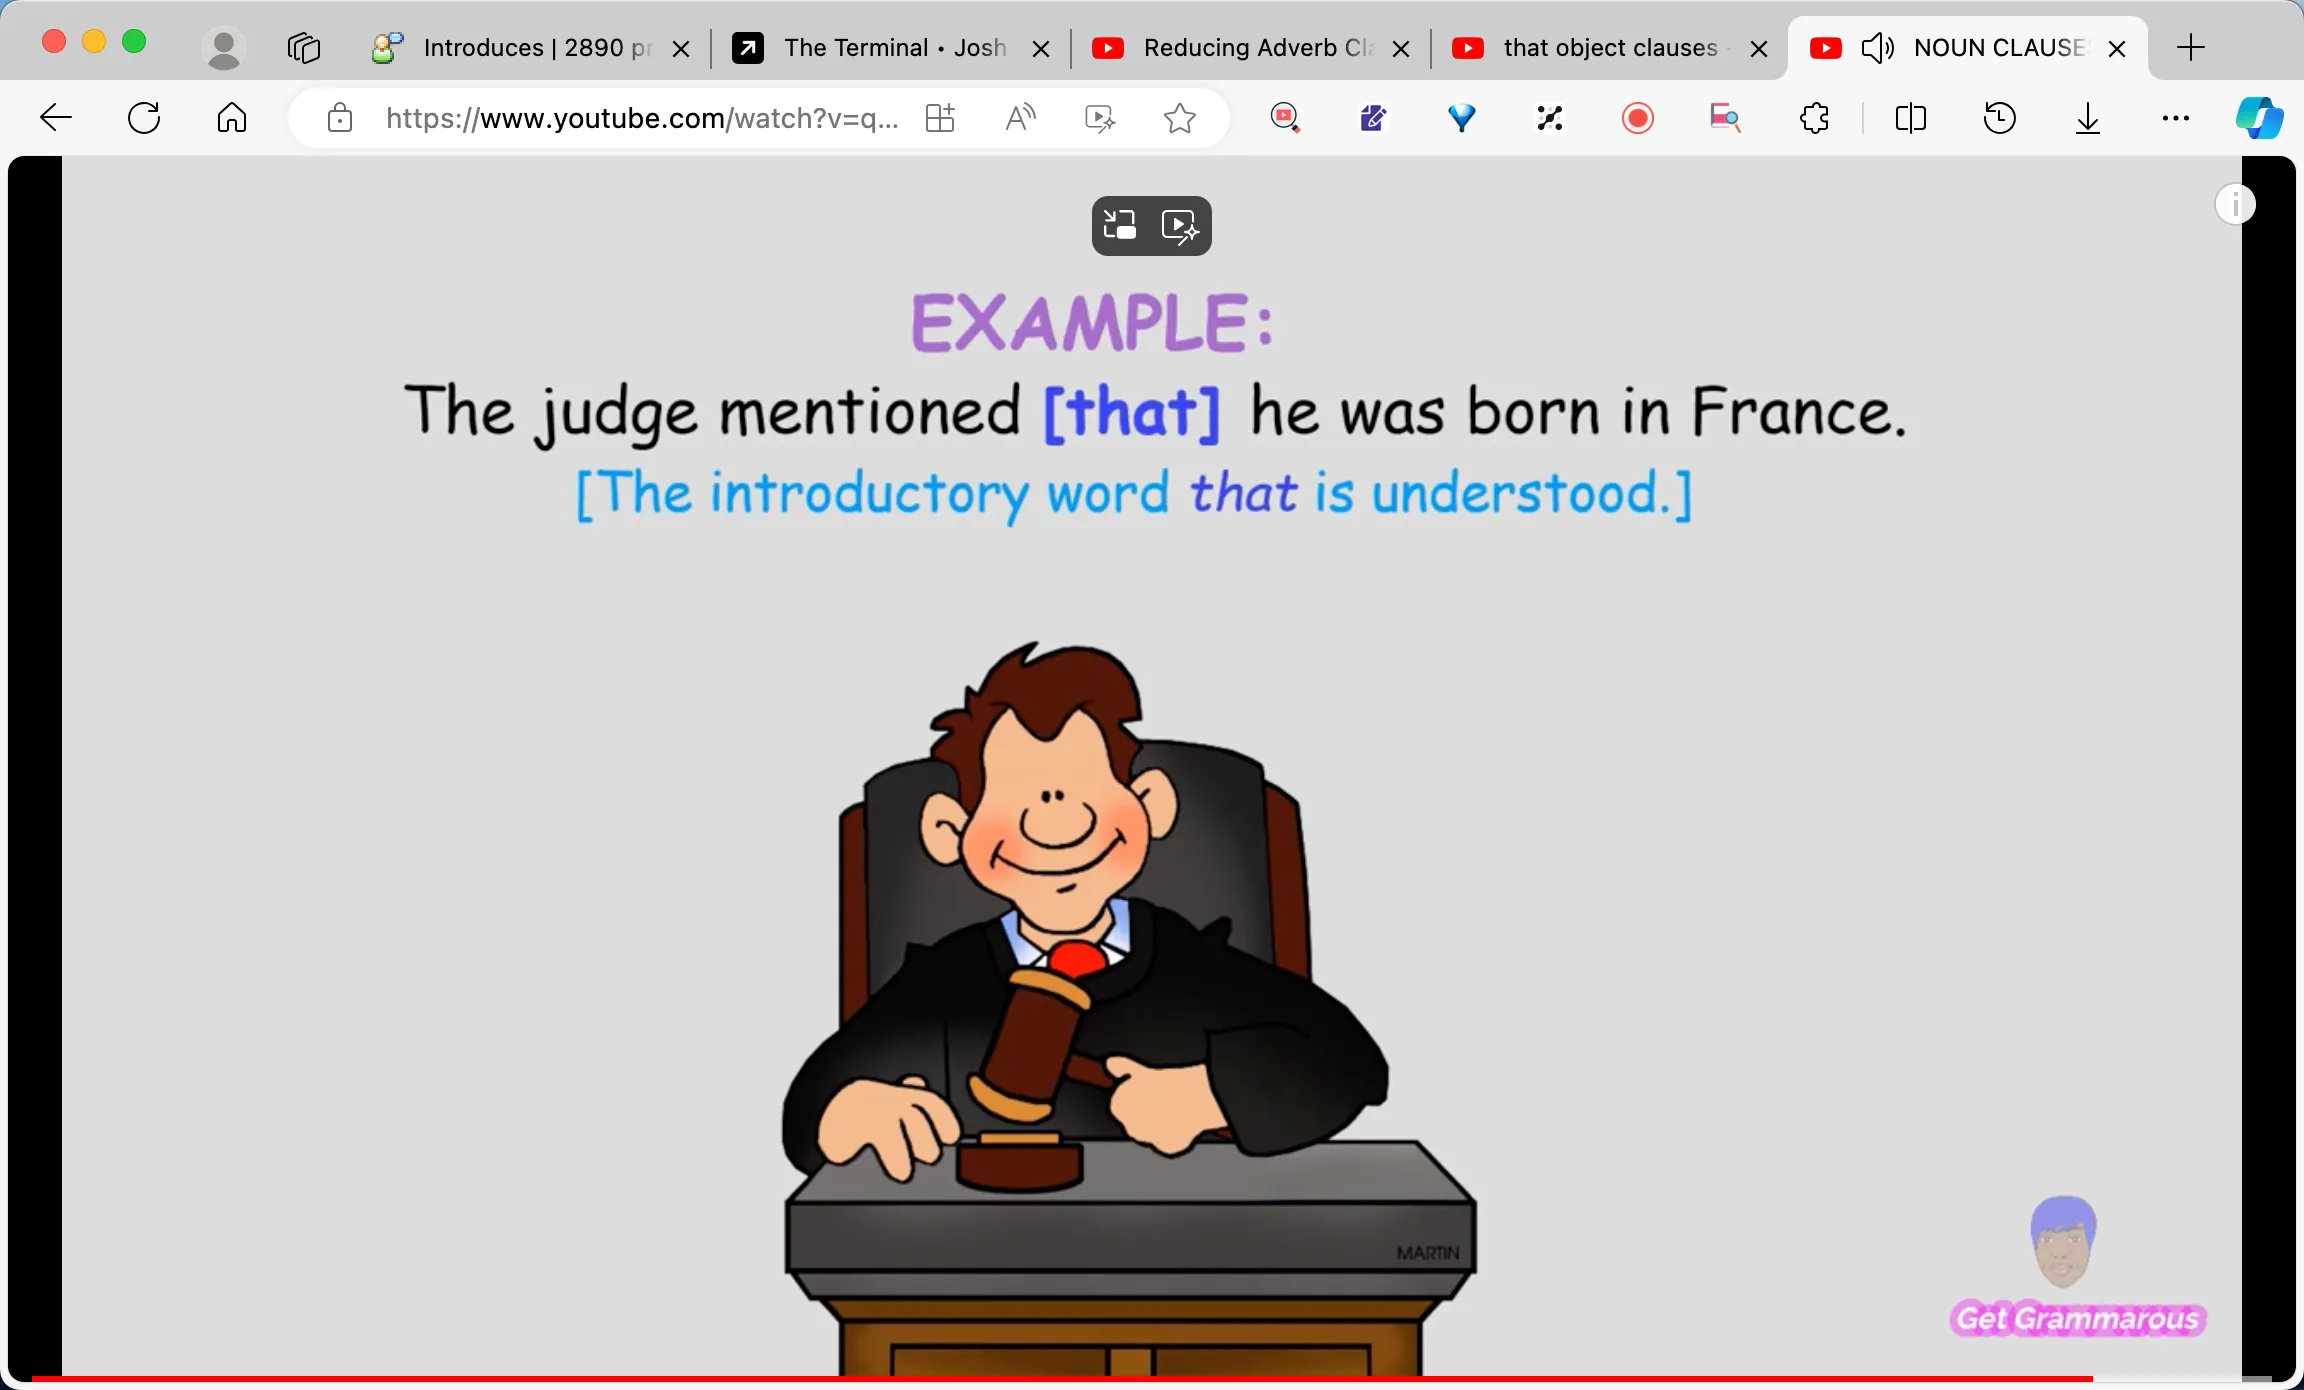 Introduces | 2890 pr
The Terminal • Josh
Reducing Adverb Cla
that object clauses -
NOUN CLAUSE
https://www.youtube.com/watch?v=q...
EXAMPLE:
The judge mentioned [that] he was born in France.
[The introductory word that is understood.]
MARTIN
Get Grammarous